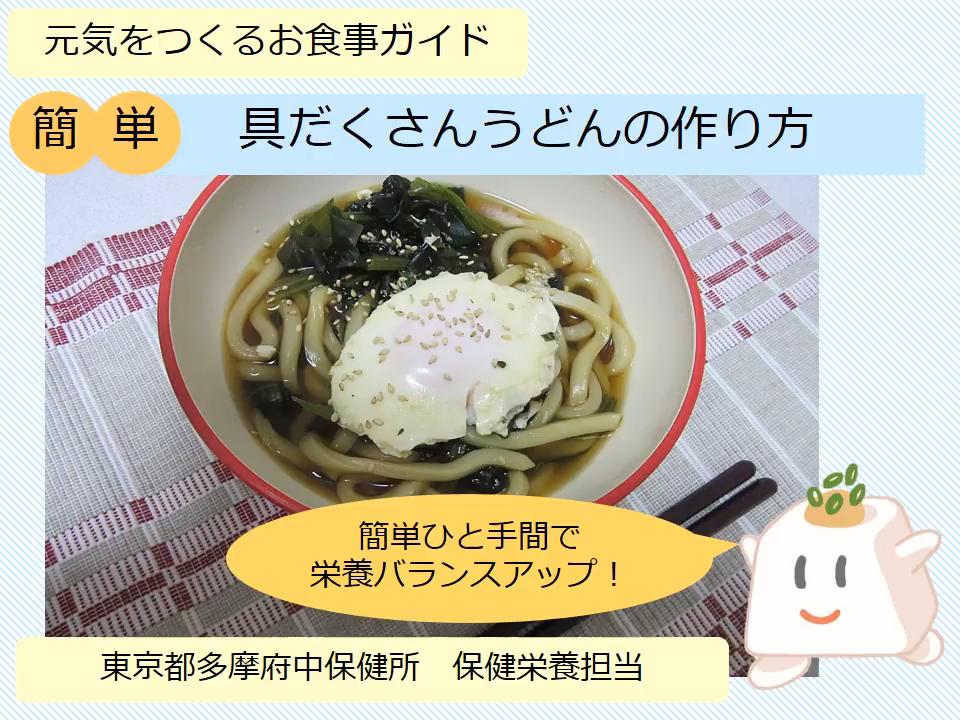 元気をつくるお食事ガイド
簡単 具だくさんうどんの作り方
簡単ひと手間で
栄養バランスアップ！
東京都多摩府中保健所　保健栄養担当